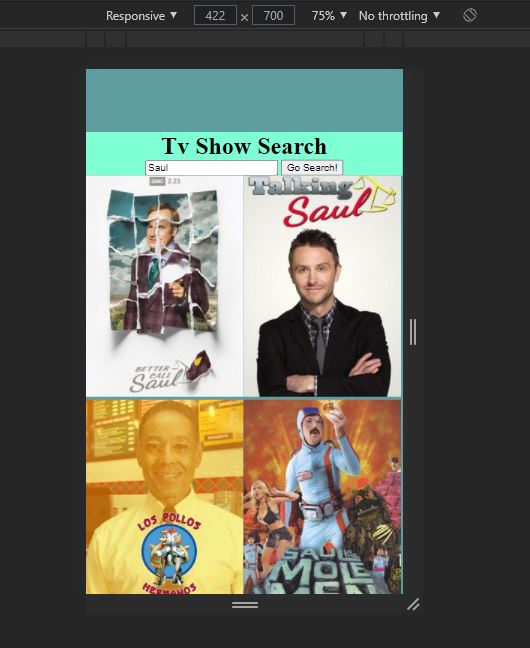 Responsive ▼ 422 × 700 75% ▼ No throttling ▼
Tv Show Search
Saul Go Search!
AMC 2.23
BETTER
CALL
Saul
Talking
Saul
LOS POLLOS
HERMANOS
SAUL OF THE
MOLE
MEN